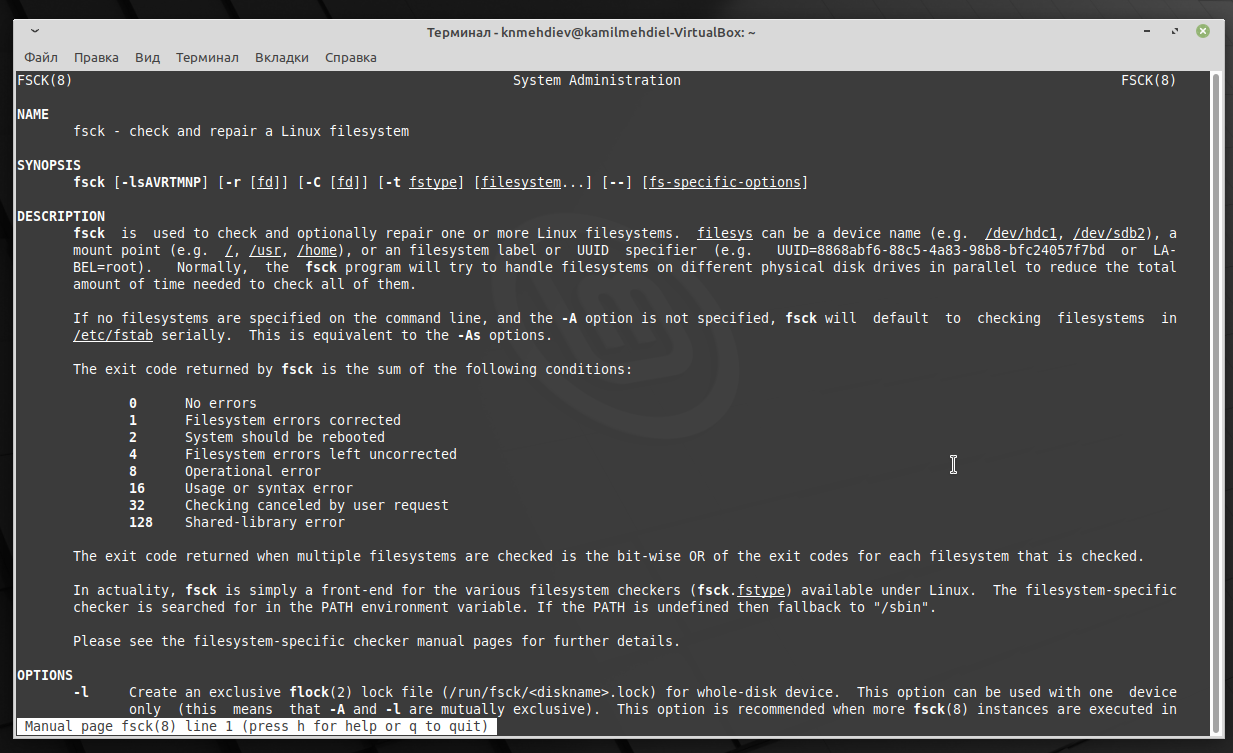 Терминал - knmehdiev@kamilmehdiel-VirtualBox: ~
Файл Правка Вид Терминал Вкладки Справка
FSCK(8) System Administration FSCK(8)
NAME
fsck - check and repair a Linux filesystem
SYNOPSIS
fsck [-lsAVRTMNP] [-r [fd]] [-C [fd]] [-t fstype] [filesystem...] [--] [fs-specific-options]
DESCRIPTION
fsck is used to check and optionally repair one or more Linux filesystems. filesys can be a device name (e.g. /dev/hdc1, /dev/sdb2), a
mount point (e.g. /, /usr, /home), or an filesystem label or UUID specifier (e.g. UUID=8868abf6-88c5-4a83-98b8-bfc24057f7bd or LA-
BEL=root). Normally, the fsck program will try to handle filesystems on different physical disk drives in parallel to reduce the total
amount of time needed to check all of them.
If no filesystems are specified on the command line, and the -A option is not specified, fsck will default to checking filesystems in
/etc/fstab serially. This is equivalent to the -As options.
The exit code returned by fsck is the sum of the following conditions:
0 No errors
1 Filesystem errors corrected
2 System should be rebooted
4 Filesystem errors left uncorrected
8 Operational error
16 Usage or syntax error
32 Checking canceled by user request
128 Shared-library error
The exit code returned when multiple filesystems are checked is the bit-wise OR of the exit codes for each filesystem that is checked.
In actuality, fsck is simply a front-end for the various filesystem checkers (fsck.fstype) available under Linux. The filesystem-specific
checker is searched for in the PATH environment variable. If the PATH is undefined then fallback to "/sbin".
Please see the filesystem-specific checker manual pages for further details.
OPTIONS
-l Create an exclusive flock(2) lock file (/run/fsck/<diskname>.lock) for whole-disk device. This option can be used with one device
only (this means that -A and -l are mutually exclusive). This option is recommended when more fsck(8) instances are executed in
Manual page fsck(8) line 1 (press h for help or q to quit)